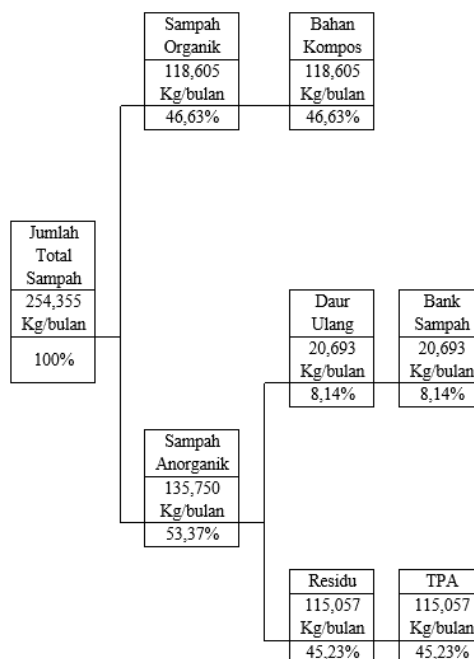 Sampah
Organik
118,605
Kg/bulan
46,63%
Bahan
Kompos
118,605
Kg/bulan
46,63%
Jumlah
Total
Sampah
254,355
Kg/bulan
100%
Daur
Ulang
20,693
Kg/bulan
8,14%
Bank
Sampah
20,693
Kg/bulan
8,14%
Sampah
Anorganik
135,750
Kg/bulan
53,37%
Residu
115,057
Kg/bulan
45,23%
TPA
115,057
Kg/bulan
45,23%